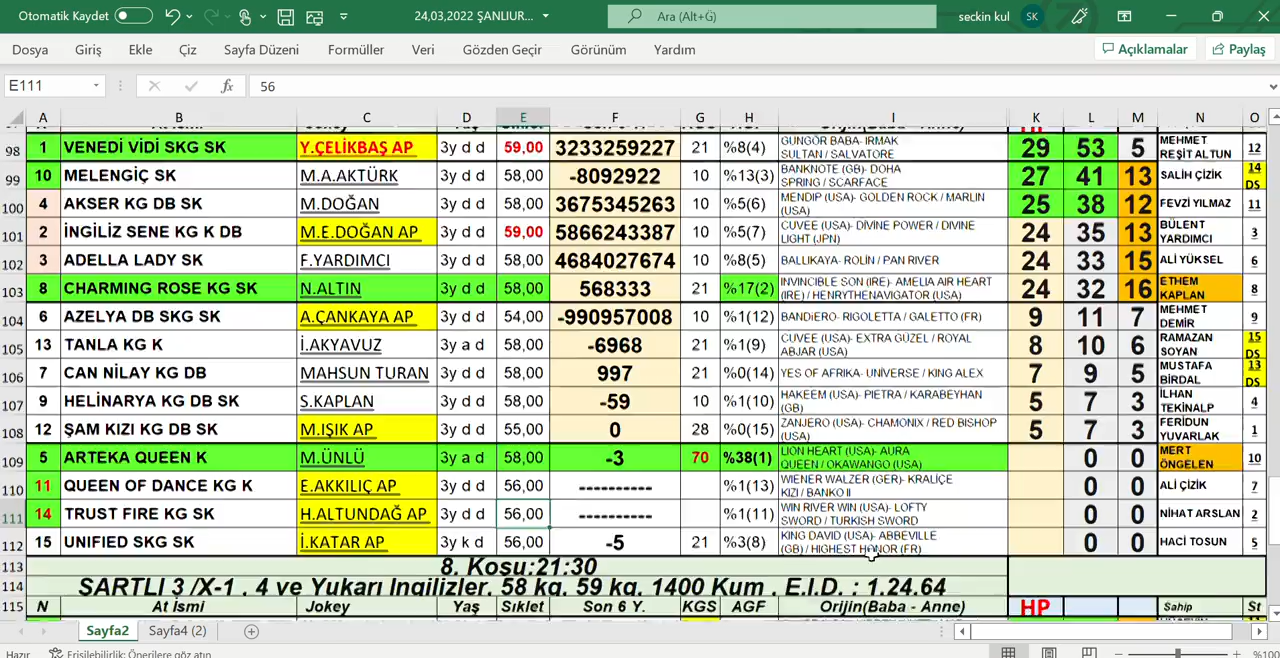 Otomatik Kaydet
24,03,2022 ŞANLIUR...
Ara (Alt+G)
seckin kul SK
Dosya Giriş Ekle Çiz Sayfa Düzeni Formüller Veri Gözden Geçir Görünüm Yardım Açıklamalar Paylaş
E111 fx 56
A B C D E F G H I K L M N O
98 1 VENEDİ VİDİ SKG SK Y.ÇELİKBAŞ AP 3y d d 59,00 3233259227 21 %8(4) GÜNGÖR BABA- IRMAK SULTAN / SALVATORE 29 53 5 MEHMET REŞİT ALTUN 12
99 10 MELENGİÇ SK M.A.AKTÜRK 3y d d 58,00 -8092922 10 %13(3) BANKNOTE (GB)- DOHA SPRING / SCARFACE 27 41 13 SALİH ÇİZİK 14 DS
100 4 AKSER KG DB SK M.DOĞAN 3y d d 58,00 3675345263 10 %5(6) MENDIP (USA)- GOLDEN ROCK / MARLIN (USA) 25 38 12 FEVZİ YILMAZ 11
101 2 İNGİLİZ SENE KG K DB M.E.DOĞAN AP 3y d d 59,00 5866243387 10 %5(7) CUVEE (USA)- DİVİNE POWER / DIVINE LIGHT (JPN) 24 35 13 BÜLENT YARDIMCI 3
102 3 ADELLA LADY SK F.YARDIMCI 3y d d 58,00 4684027674 10 %8(5) BALLIKAYA- ROLİN / PAN RIVER 24 33 15 ALİ YÜKSEL 6
103 8 CHARMING ROSE KG SK N.ALTIN 3y d d 58,00 568333 21 %17(2) INVINCIBLE SON (IRE)- AMELIA AIR HEART (IRE) / HENRYTHENAVIGATOR (USA) 24 32 16 ETHEM KAPLAN 8
104 6 AZELYA DB SKG SK A.ÇANKAYA AP 3y d d 54,00 -990957008 10 %1(12) BANDIERO- RIGOLETTA / GALETTO (FR) 9 11 7 MEHMET DEMİR 9
105 13 TANLA KG K İ.AKYAVUZ 3y a d 58,00 -6968 21 %1(9) CUVEE (USA)- EXTRA GÜZEL / ROYAL ABJAR (USA) 8 10 6 RAMAZAN SOYAN 15 DS
106 7 CAN NİLAY KG DB MAHSUN TURAN 3y d d 58,00 997 21 %0(14) YES OF AFRIKA- UNIVERSE / KING ALEX 7 9 5 MUSTAFA BİRDAL 13 DS
107 9 HELİNARYA KG DB SK S.KAPLAN 3y d d 58,00 -59 10 %1(10) HAKEEM (USA)- PIETRA / KARABEYHAN (GB) 5 7 3 İLHAN TEKİNALP 4
108 12 ŞAM KIZI KG DB SK M.IŞIK AP 3y d d 55,00 0 28 %0(15) ZANJERO (USA)- CHAMONIX / RED BISHOP (USA) 5 7 3 FERİDUN YUVARLAK 1
109 5 ARTEKA QUEEN K M.ÜNLÜ 3y a d 58,00 -3 70 %38(1) LION HEART (USA)- AURA QUEEN / OKAWANGO (USA) 0 0 MERT ÖNGELEN 10
110 11 QUEEN OF DANCE KG K E.AKKILIÇ AP 3y d d 56,00 ---------- %1(13) WIENER WALZER (GER)- KRALİÇE KIZI / BANKO II 0 0 ALİ ÇİZİK 7
111 14 TRUST FIRE KG SK H.ALTUNDAĞ AP 3y d d 56,00 ---------- %1(11) WIN RIVER WIN (USA)- LOFTY SWORD / TURKISH SWORD 0 0 NİHAT ARSLAN 2
112 15 UNIFIED SKG SK İ.KATAR AP 3y k d 56,00 -5 21 %3(8) KING DAVID (USA)- ABBEVILLE (GB) / HIGHEST HONOR (FR) 0 0 HACI TOSUN 5
113 8. Koşu:21:30
114 ŞARTLI 3 /X-1 , 4 ve Yukarı İngilizler, 58 kg, 59 kg, 1400 Kum , E.İ.D. : 1.24.64
115 N At İsmi Jokey Yaş Sıklet Son 6 Y. KGS AGF Orijin(Baba - Anne) HP Sahip St
Sayfa2 Sayfa4 (2)
Hazır Erişilebilirlik: Önerilere göz atın %100